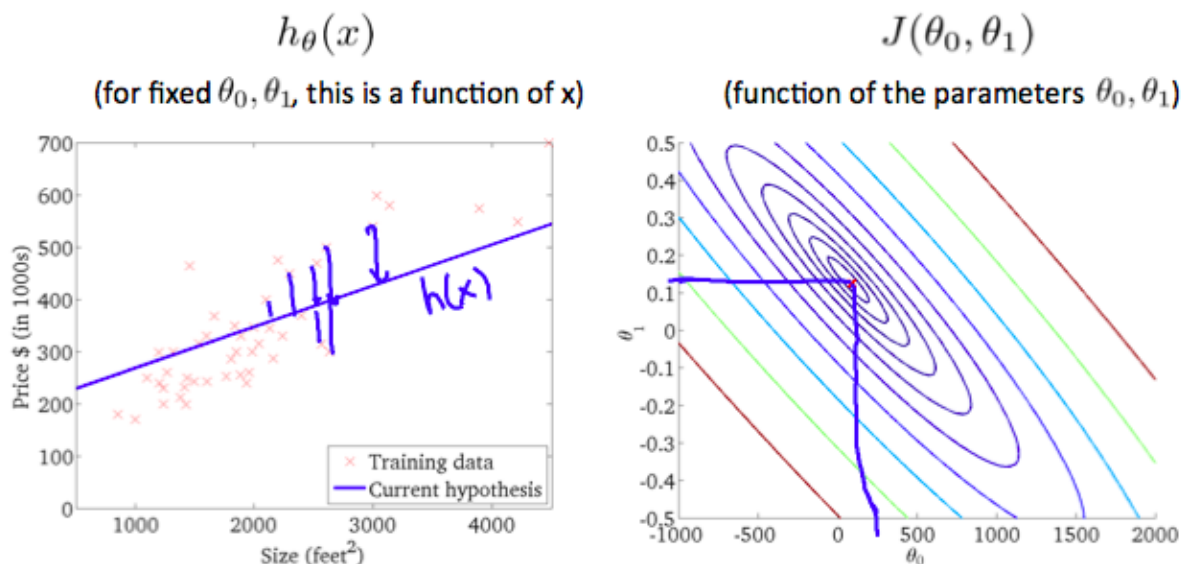 h_θ(x)
(for fixed θ₀, θ₁, this is a function of x)
700
600
500
400
300
200
100
0
Price $ (in 1000s)
1000
2000
3000
4000
Size (feet²)
h(x)
Training data
Current hypothesis
J(θ₀, θ₁)
(function of the parameters θ₀, θ₁)
0.5
0.4
0.3
0.2
0.1
0
-0.1
-0.2
-0.3
-0.4
-0.5
θ₁
-1000
-500
0
500
1000
1500
2000
θ₀